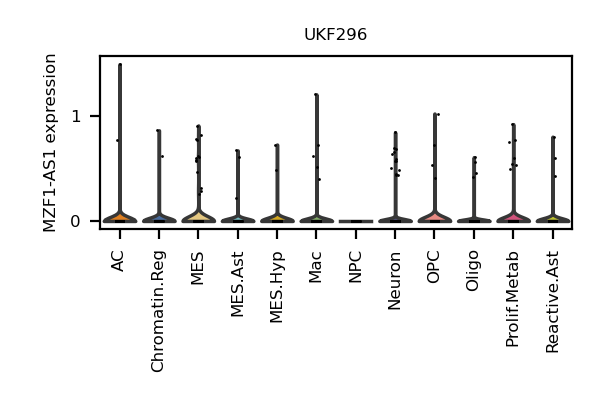 UKF296
MZF1-AS1 expression
1
0
AC
Chromatin.Reg
MES
MES.Ast
MES.Hyp
Mac
NPC
Neuron
OPC
Oligo
Prolif.Metab
Reactive.Ast